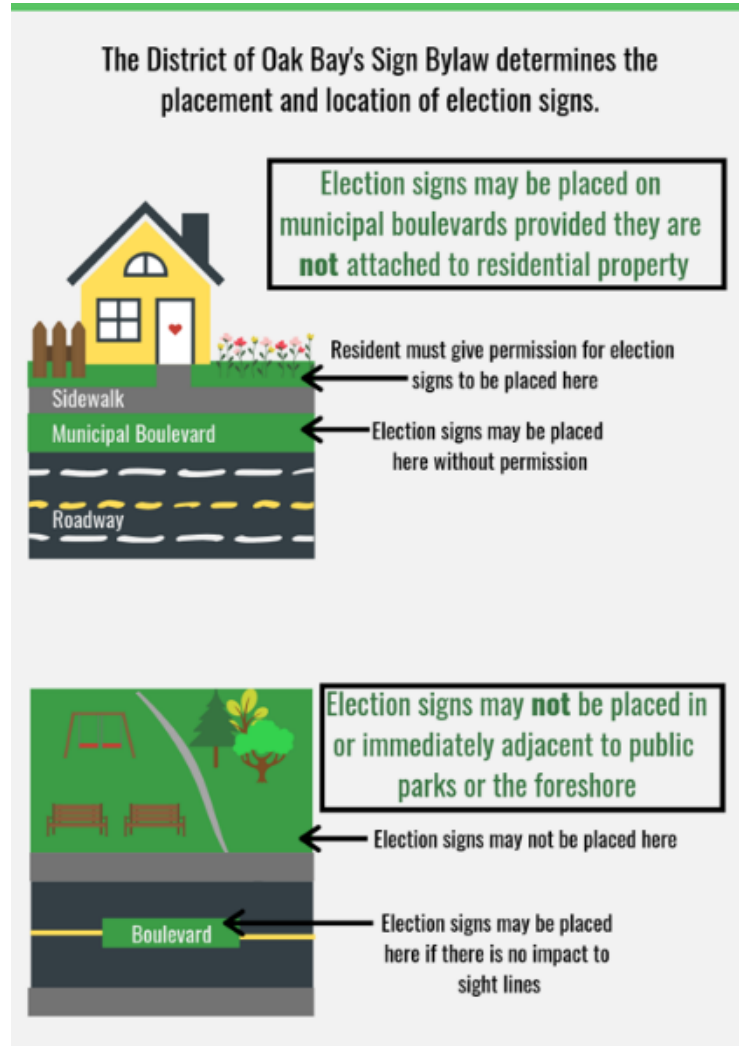 The District of Oak Bay's Sign Bylaw determines the
placement and location of election signs.
Election signs may be placed on
municipal boulevards provided they are
not attached to residential property
Resident must give permission for election
signs to be placed here
Sidewalk
Municipal Boulevard
Election signs may be placed
here without permission
Roadway
Election signs may not be placed in
or immediately adjacent to public
parks or the foreshore
Election signs may not be placed here
Boulevard
Election signs may be placed
here if there is no impact to
sight lines